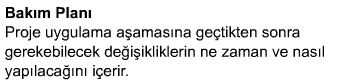 Bakım Planı
Proje uygulama aşamasına geçtikten sonra
gerekebilecek değişikliklerin ne zaman ve nasıl
yapılacağını içerir.